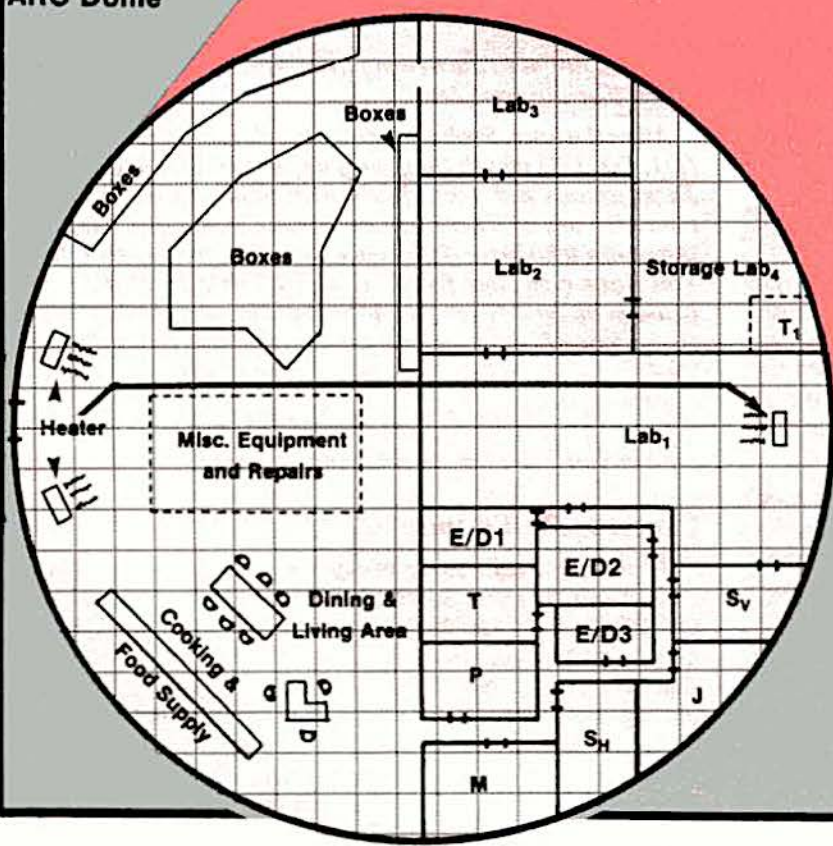 Lab3
Boxes
Boxes
Boxes
Lab2
Storage Lab4
T1
Heater
Misc. Equipment
and Repairs
Lab1
E/D1
E/D2
T
Dining &
Living Area
SV
E/D3
Cooking &
Food Supply
P
J
SH
M